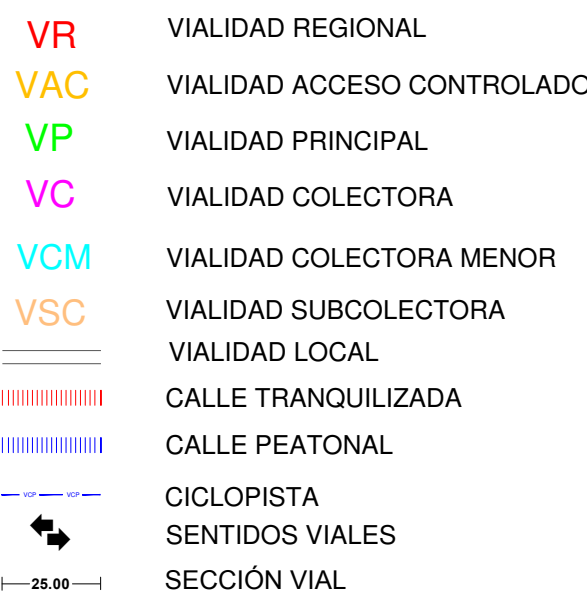 VR VIALIDAD REGIONAL
VAC VIALIDAD ACCESO CONTROLADO
VP VIALIDAD PRINCIPAL
VC VIALIDAD COLECTORA
VCM VIALIDAD COLECTORA MENOR
VSC VIALIDAD SUBCOLECTORA
VIALIDAD LOCAL
CALLE TRANQUILIZADA
CALLE PEATONAL
VCP VCP CICLOPISTA
SENTIDOS VIALES
25.00 SECCIÓN VIAL